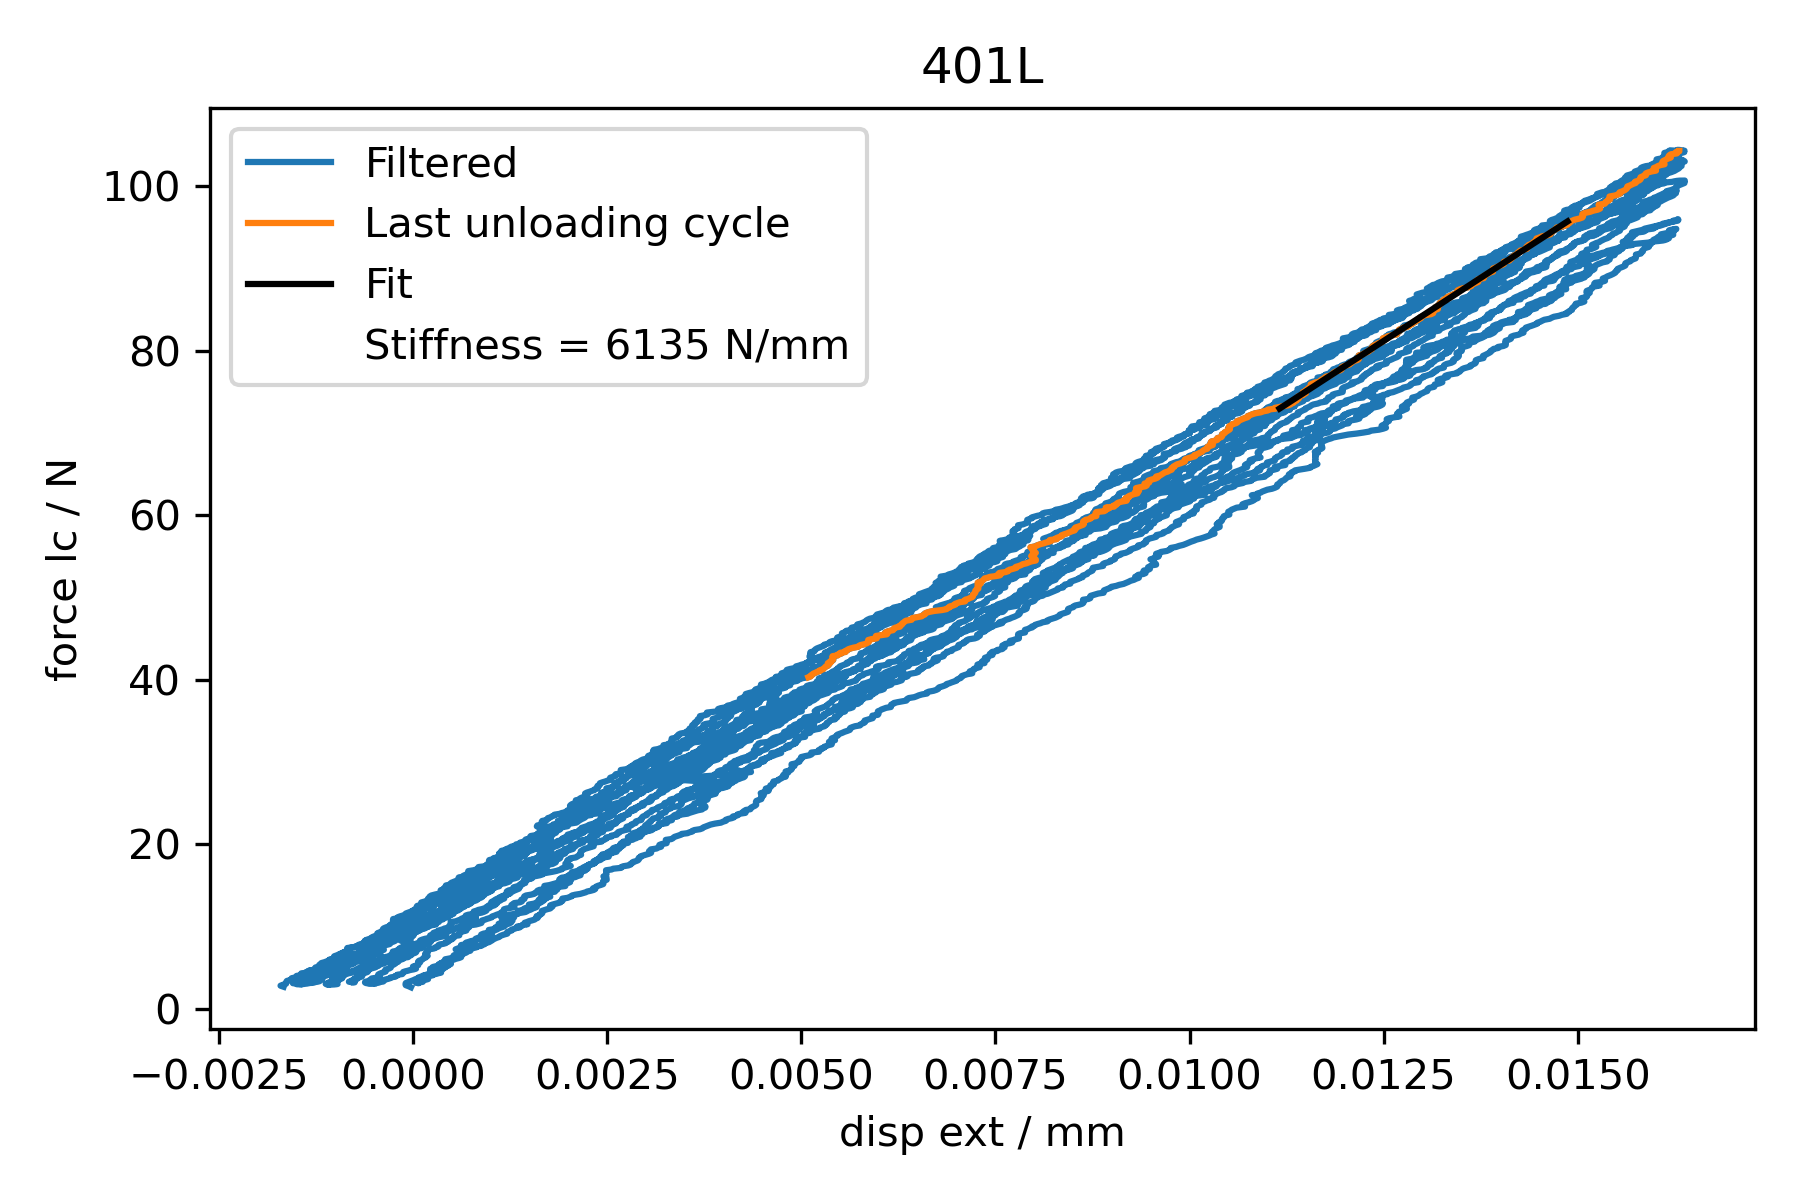 401L
Filtered
Last unloading cycle
Fit
Stiffness = 6135 N/mm
100
80
60
40
20
0
force lc / N
−0.0025 0.0000 0.0025 0.0050 0.0075 0.0100 0.0125 0.0150
disp ext / mm